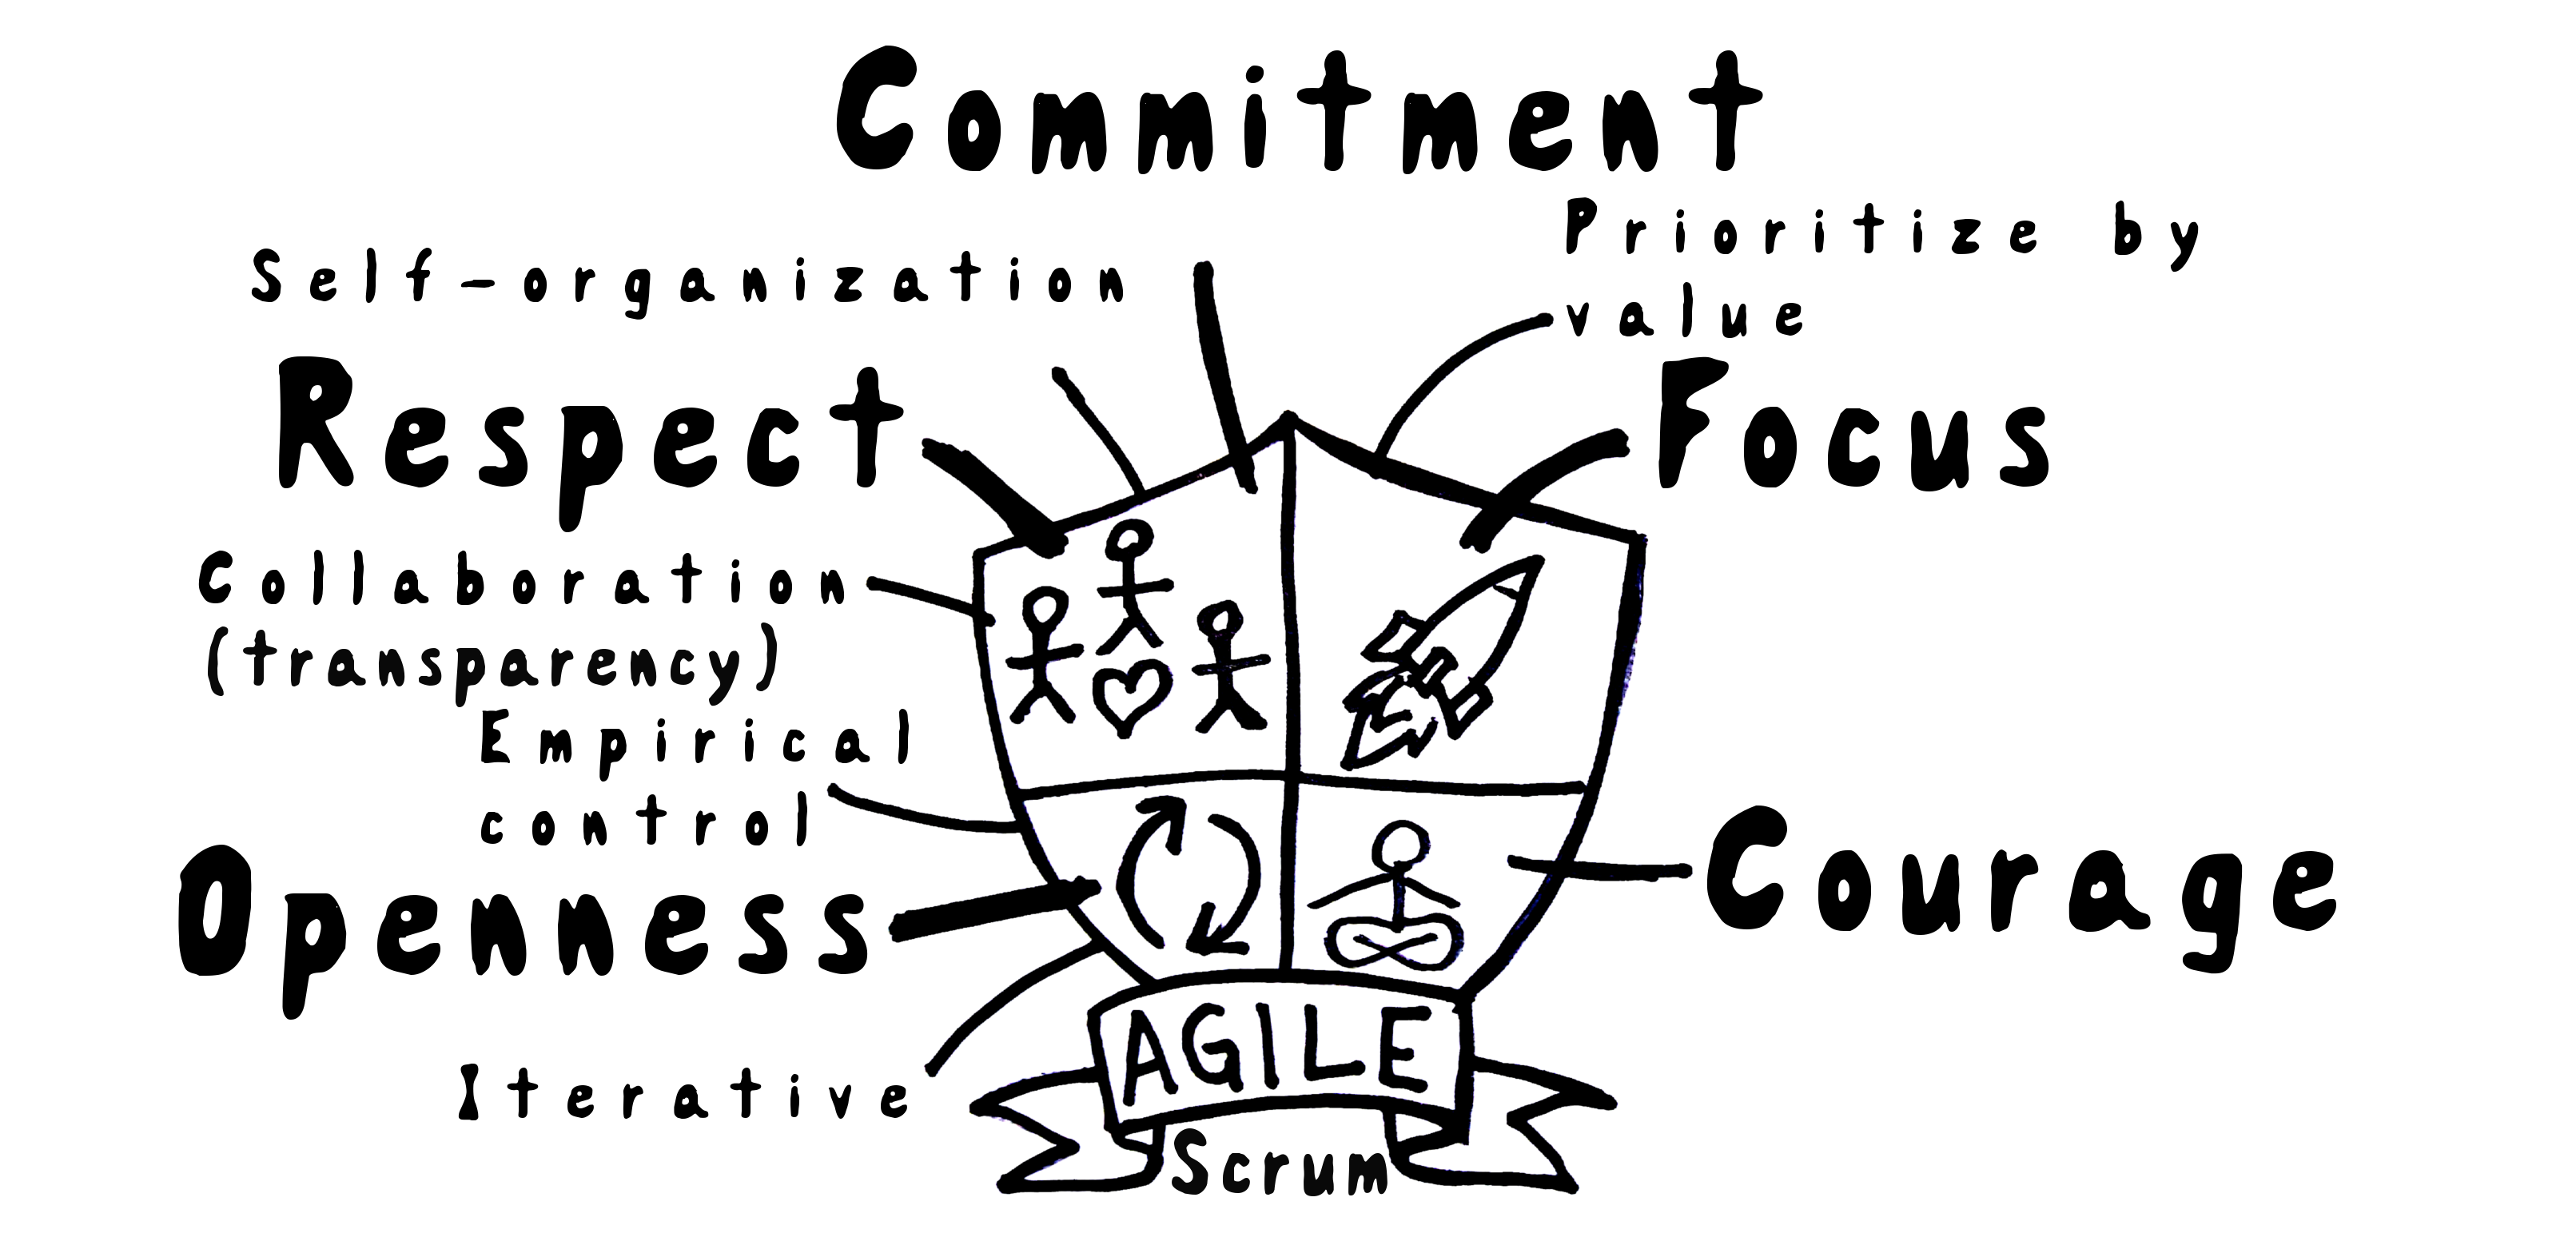 Commitment
Prioritize by
value
Self-organization
Respect
Focus
Collaboration
(transparency)
Empirical
control
Openness
Courage
Iterative
AGILE
Scrum